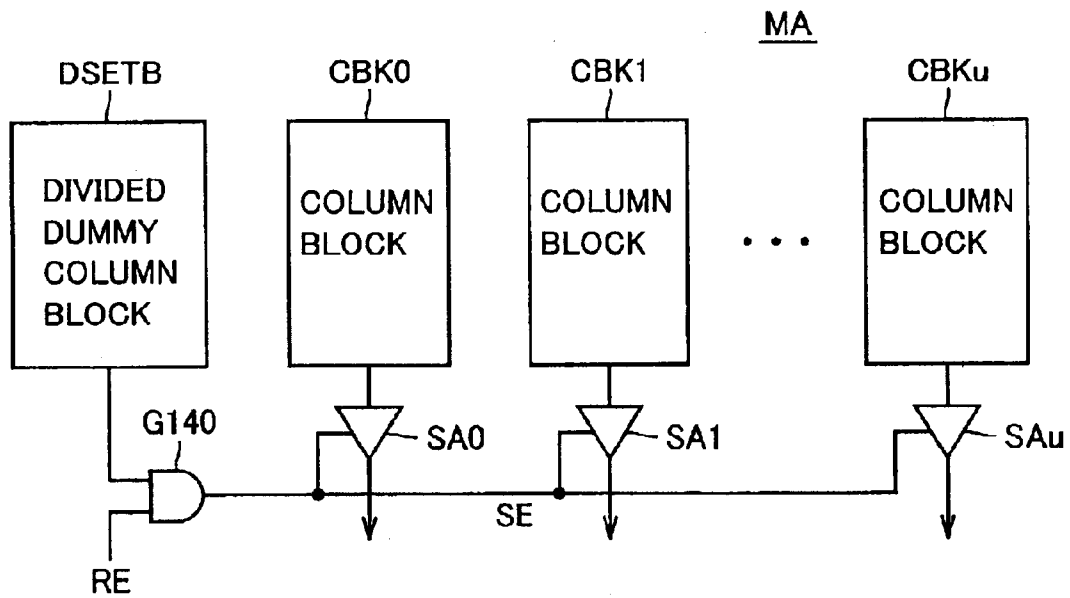 MA
DSETB
CBK0
CBK1
CBKu
DIVIDED
DUMMY
COLUMN
BLOCK
COLUMN
BLOCK
COLUMN
BLOCK
• • •
COLUMN
BLOCK
G140
SA0
SA1
SAu
SE
RE